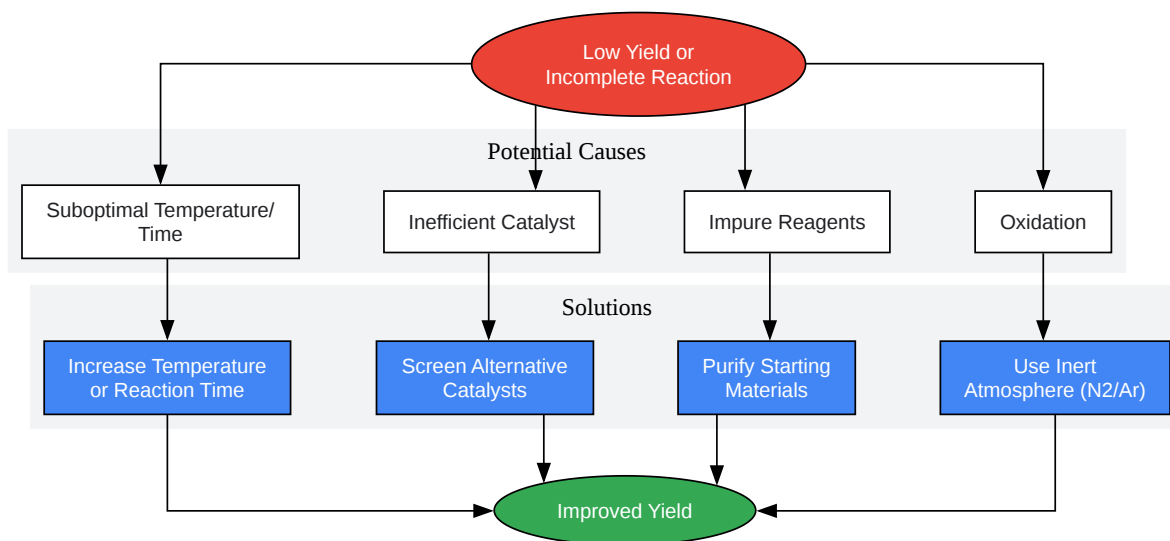 Low Yield or
Incomplete Reaction
Potential Causes
Suboptimal Temperature/
Time
Inefficient Catalyst
Impure Reagents
Oxidation
Solutions
Increase Temperature
or Reaction Time
Screen Alternative
Catalysts
Purify Starting
Materials
Use Inert
Atmosphere (N2/Ar)
Improved Yield